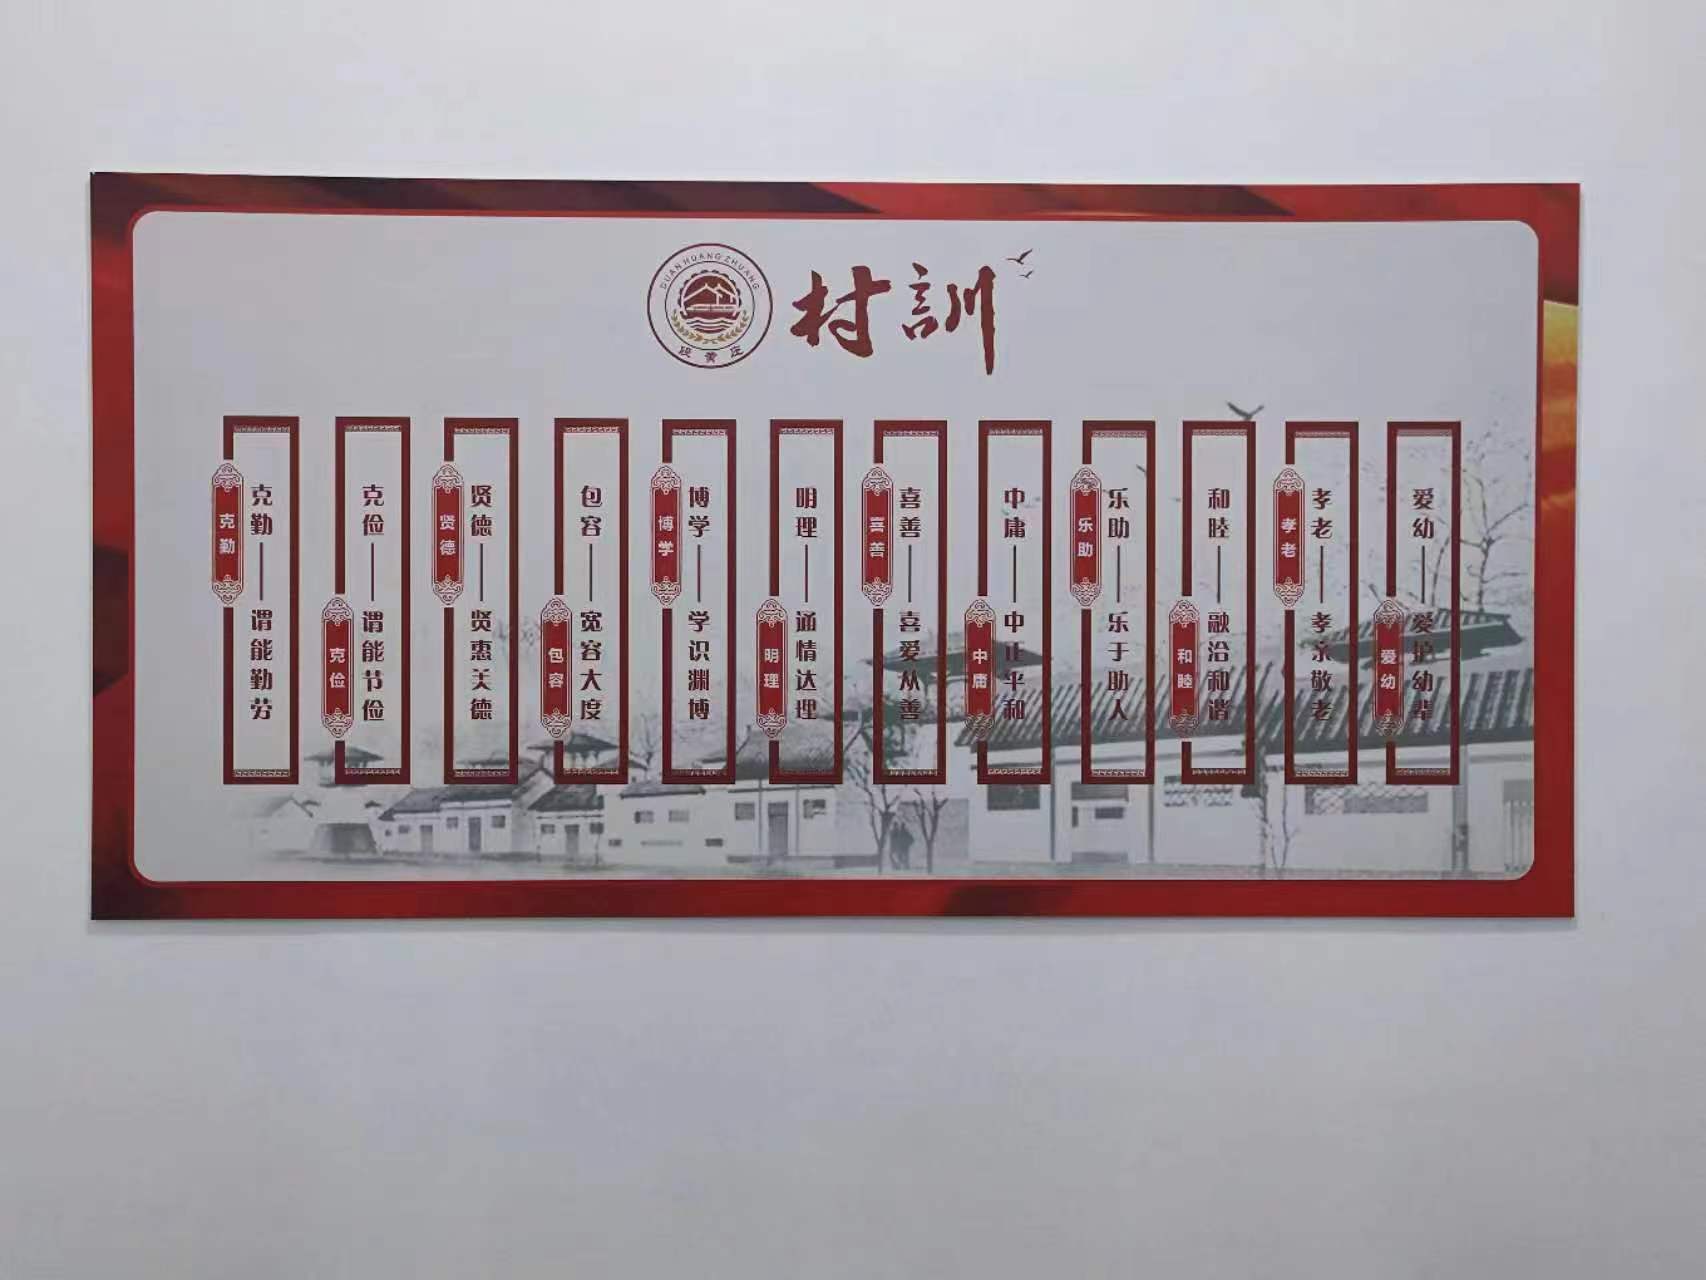 DUAN HUANG ZHUANG
段黄庄
村訓
克勤
克勤——谓能勤劳
克俭
克俭——谓能节俭
贤德
贤德——贤惠美德
包容
包容——宽容大度
博学
博学——学识渊博
明理
明理——通情达理
喜善
喜善——喜爱从善
中庸
中庸——中正平和
乐助
乐助——乐于助人
和睦
和睦——融洽和谐
孝老
孝老——孝亲敬老
爱幼
爱幼——爱护幼辈